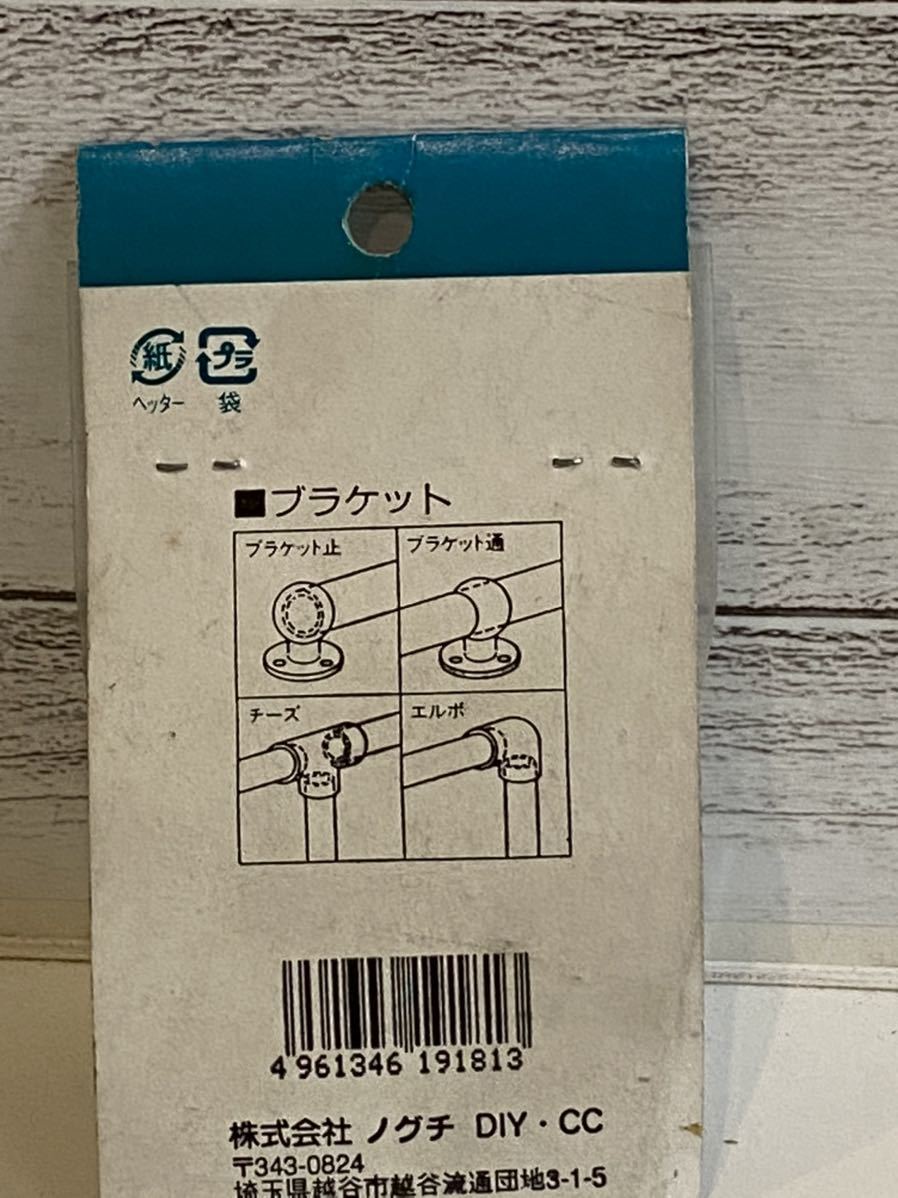 紙 プラ
ヘッター 袋
■ブラケット
ブラケット止 ブラケット通
チーズ エルボ
4 961346 191813
株式会社 ノグチ DIY・CC
〒343-0824
埼玉県越谷市越谷流通団地3-1-5